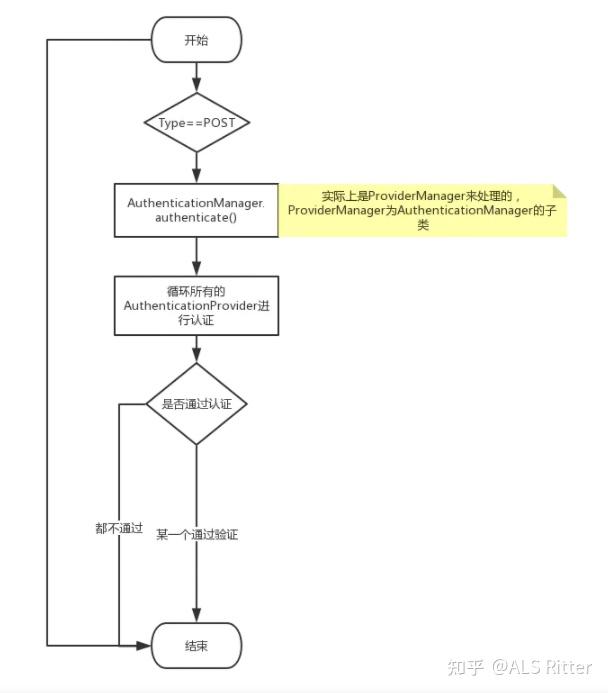 开始
Type==POST
AuthenticationManager.
authenticate()
实际上是ProviderManager来处理的，
ProviderManager为AuthenticationManager的子
类
循环所有的
AuthenticationProvider进
行认证
是否通过认证
都不通过
某一个通过验证
结束
知乎 @ALS Ritter